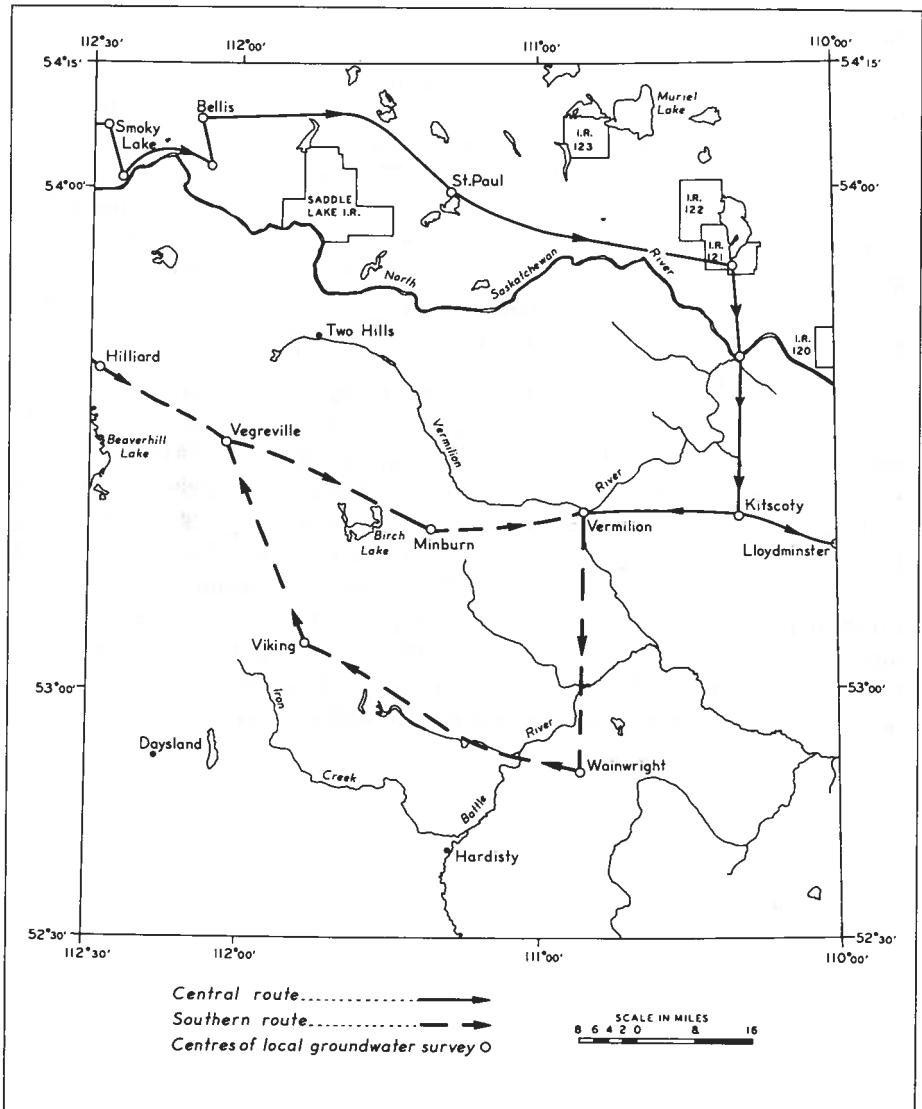 112°30'
112°00'
111°00'
110°00'
54°15'
54°15'
Bellis
Smoky
Lake
Muriel
Lake
I.R.
123
54°00'
St.Paul
54°00'
SADDLE
LAKE I.R.
I.R.
122
I.R.
121
North
Saskatchewan
River
Two Hills
I.R.
120
Hilliard
Vegreville
Beaverhill
Lake
Vermilion
River
Birch
Lake
Minburn
Vermilion
Kitscoty
Lloydminster
Viking
53°00'
53°00'
Iron
Creek
Daysland
River
Battle
Wainwright
Hardisty
52°30'
52°30'
112°30'
112°00'
111°00'
110°00'
Central route
Southern route
Centres of local groundwater survey
SCALE IN MILES
8 6 4 2 0 8 16